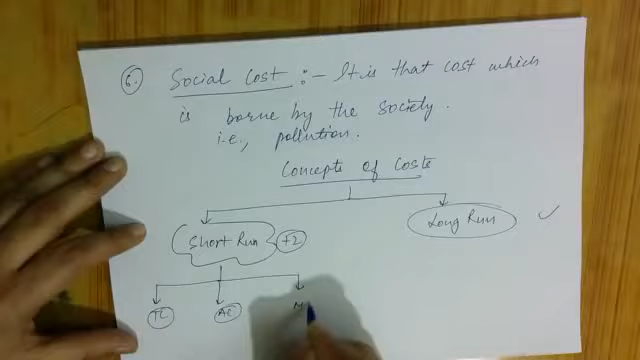 6. Social Cost :- It is that cost which
is borne by the society.
i.e., pollution.
Concepts of Costs
Short Run +2 Long Run ✓
TC AC